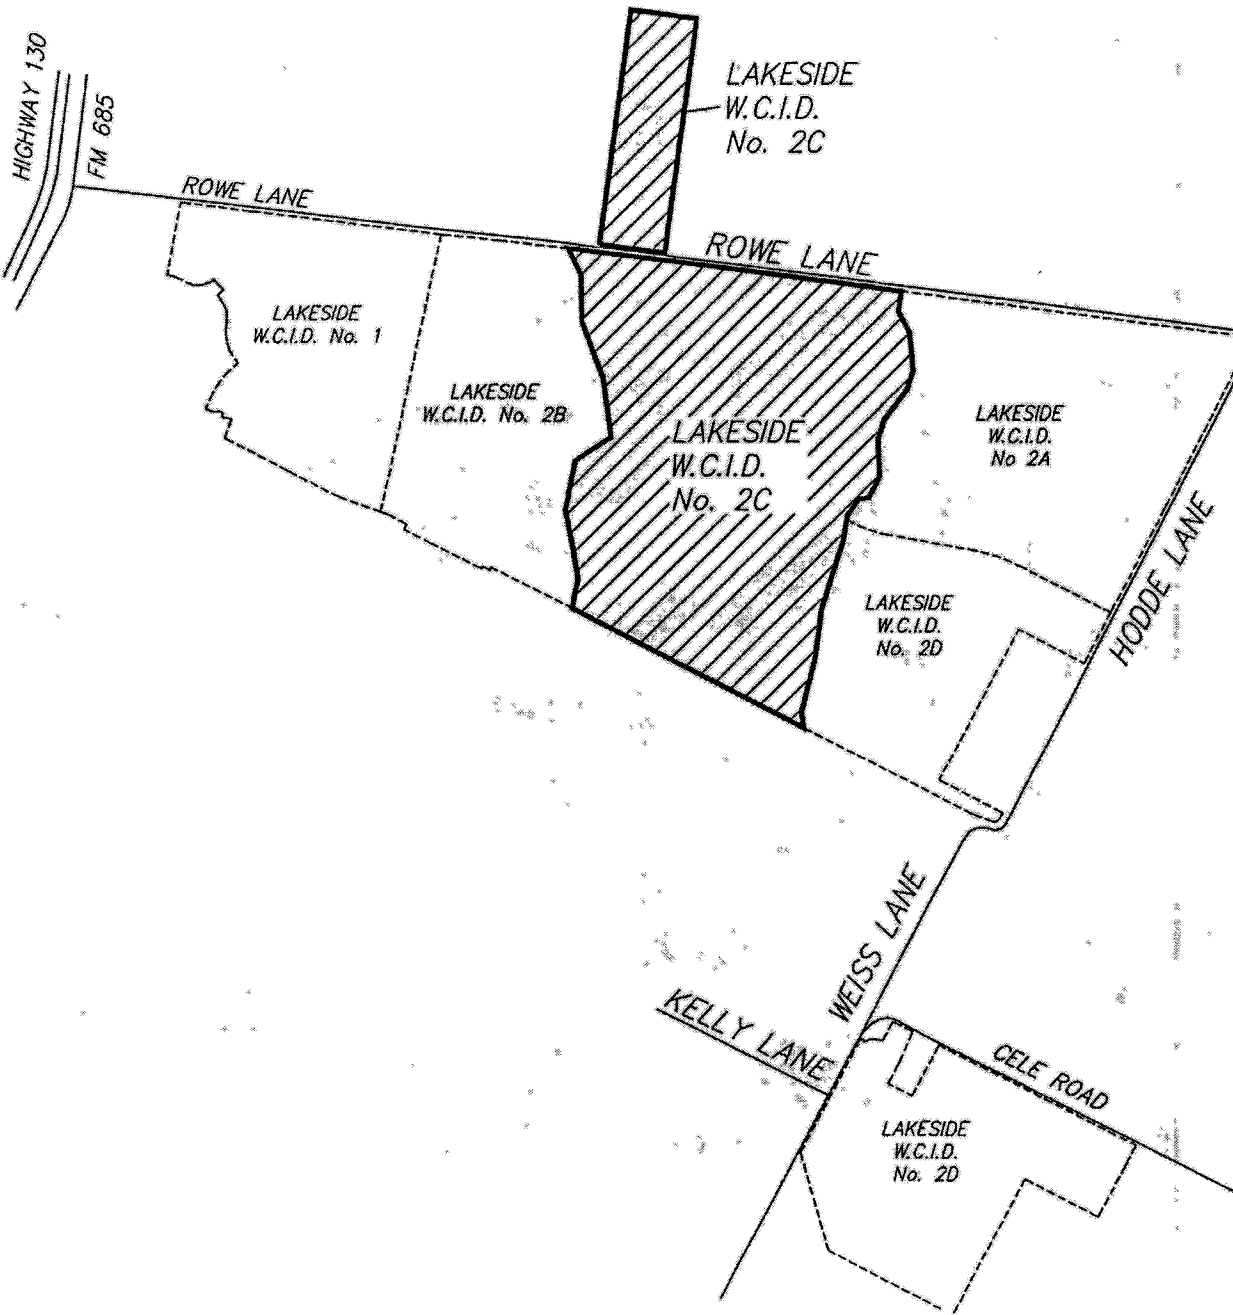 HIGHWAY 130
FM 685
LAKESIDE
W.C.I.D.
No. 2C
ROWE LANE
ROWE LANE
LAKESIDE
W.C.I.D. No. 1
LAKESIDE
W.C.I.D. No. 2B
LAKESIDE
W.C.I.D.
No. 2C
LAKESIDE
W.C.I.D.
No 2A
HODDE LANE
LAKESIDE
W.C.I.D.
No. 2D
WEISS LANE
KELLY LANE
CELE ROAD
LAKESIDE
W.C.I.D.
No. 2D